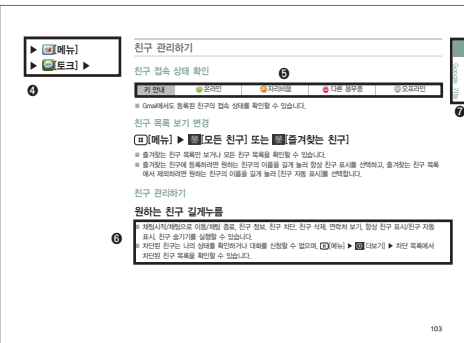 ▶ [메뉴]
▶ [토크] ▶
❹
친구 관리하기
친구 접속 상태 확인
❺
키 안내 온라인 자리비움 다른 용무중 오프라인
■ Gmail에서도 등록된 친구의 접속 상태를 확인할 수 있습니다.
친구 목록 보기 변경
[메뉴] ▶ [모든 친구] 또는 [즐겨찾는 친구]
■ 즐겨찾는 친구 목록만 보거나 모든 친구 목록을 확인할 수 있습니다.
■ 즐겨찾는 친구에 등록하려면 원하는 친구의 이름을 길게 눌러 항상 친구 표시를 선택하고, 즐겨찾는 친구 목록
에서 제외하려면 원하는 친구의 이름을 길게 눌러 [친구 자동 표시]를 선택합니다.
친구 관리하기
원하는 친구 길게누름
❻
■ 채팅시작/채팅으로 이동/채팅 종료, 친구 정보, 친구 차단, 친구 삭제, 연락처 보기, 항상 친구 표시/친구 자동
표시, 친구 숨기기를 실행할 수 있습니다.
■ 차단된 친구는 나의 상태를 확인하거나 대화를 신청할 수 없으며, [메뉴] ▶ [더보기] ▶ 차단 목록에서
차단된 친구 목록을 확인할 수 있습니다.
Google 기능
❼
103